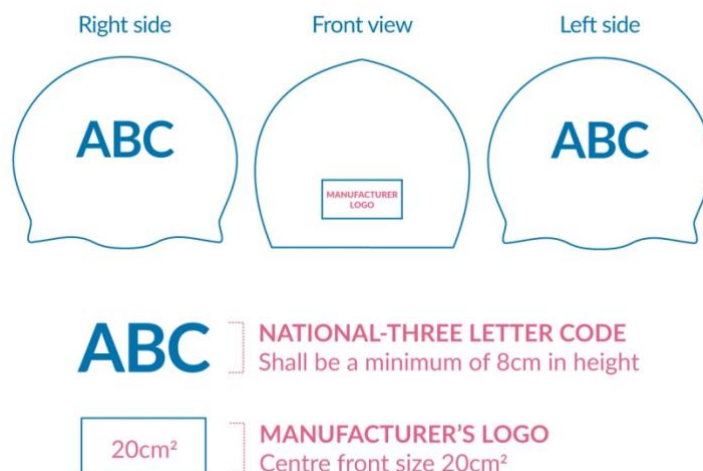 Right side
Front view
Left side
ABC
MANUFACTURER
LOGO
ABC
ABC
NATIONAL-THREE LETTER CODE
Shall be a minimum of 8cm in height
20cm²
MANUFACTURER'S LOGO
Centre front size 20cm²